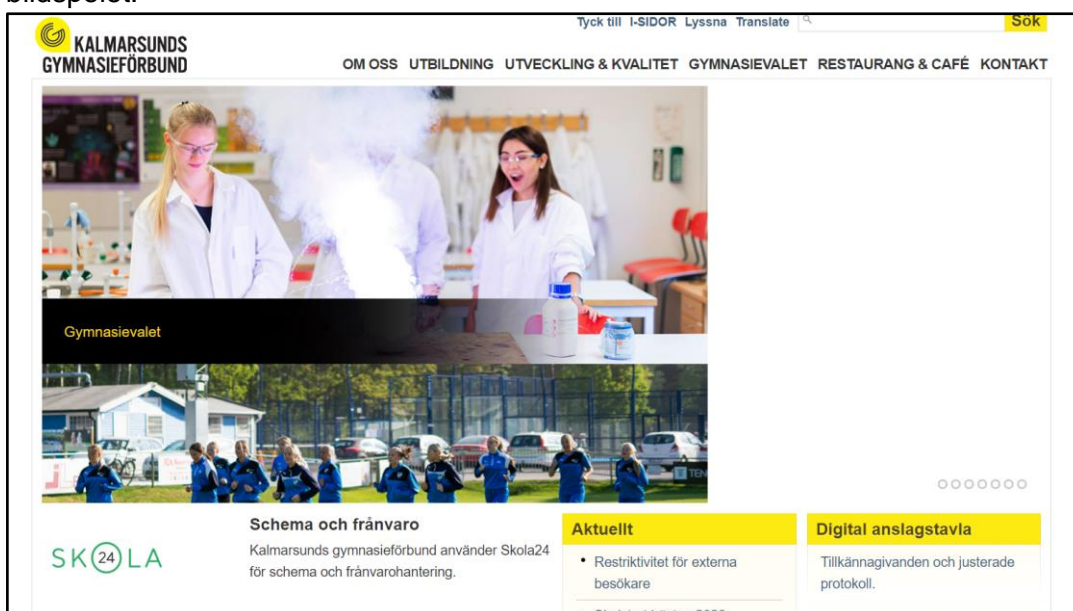 bildspelet.
Tyck till I-SIDOR Lyssna Translate Sök
KALMARSUNDS
GYMNASIEFÖRBUND
OM OSS UTBILDNING UTVECKLING & KVALITET GYMNASIEVALET RESTAURANG & CAFÉ KONTAKT
Gymnasievalet
SKOLA 24
Schema och frånvaro
Kalmarsunds gymnasieförbund använder Skola24
för schema och frånvarohantering.
Aktuellt
• Restriktivitet för externa
besökare
Digital anslagstavla
Tillkännagivanden och justerade
protokoll.